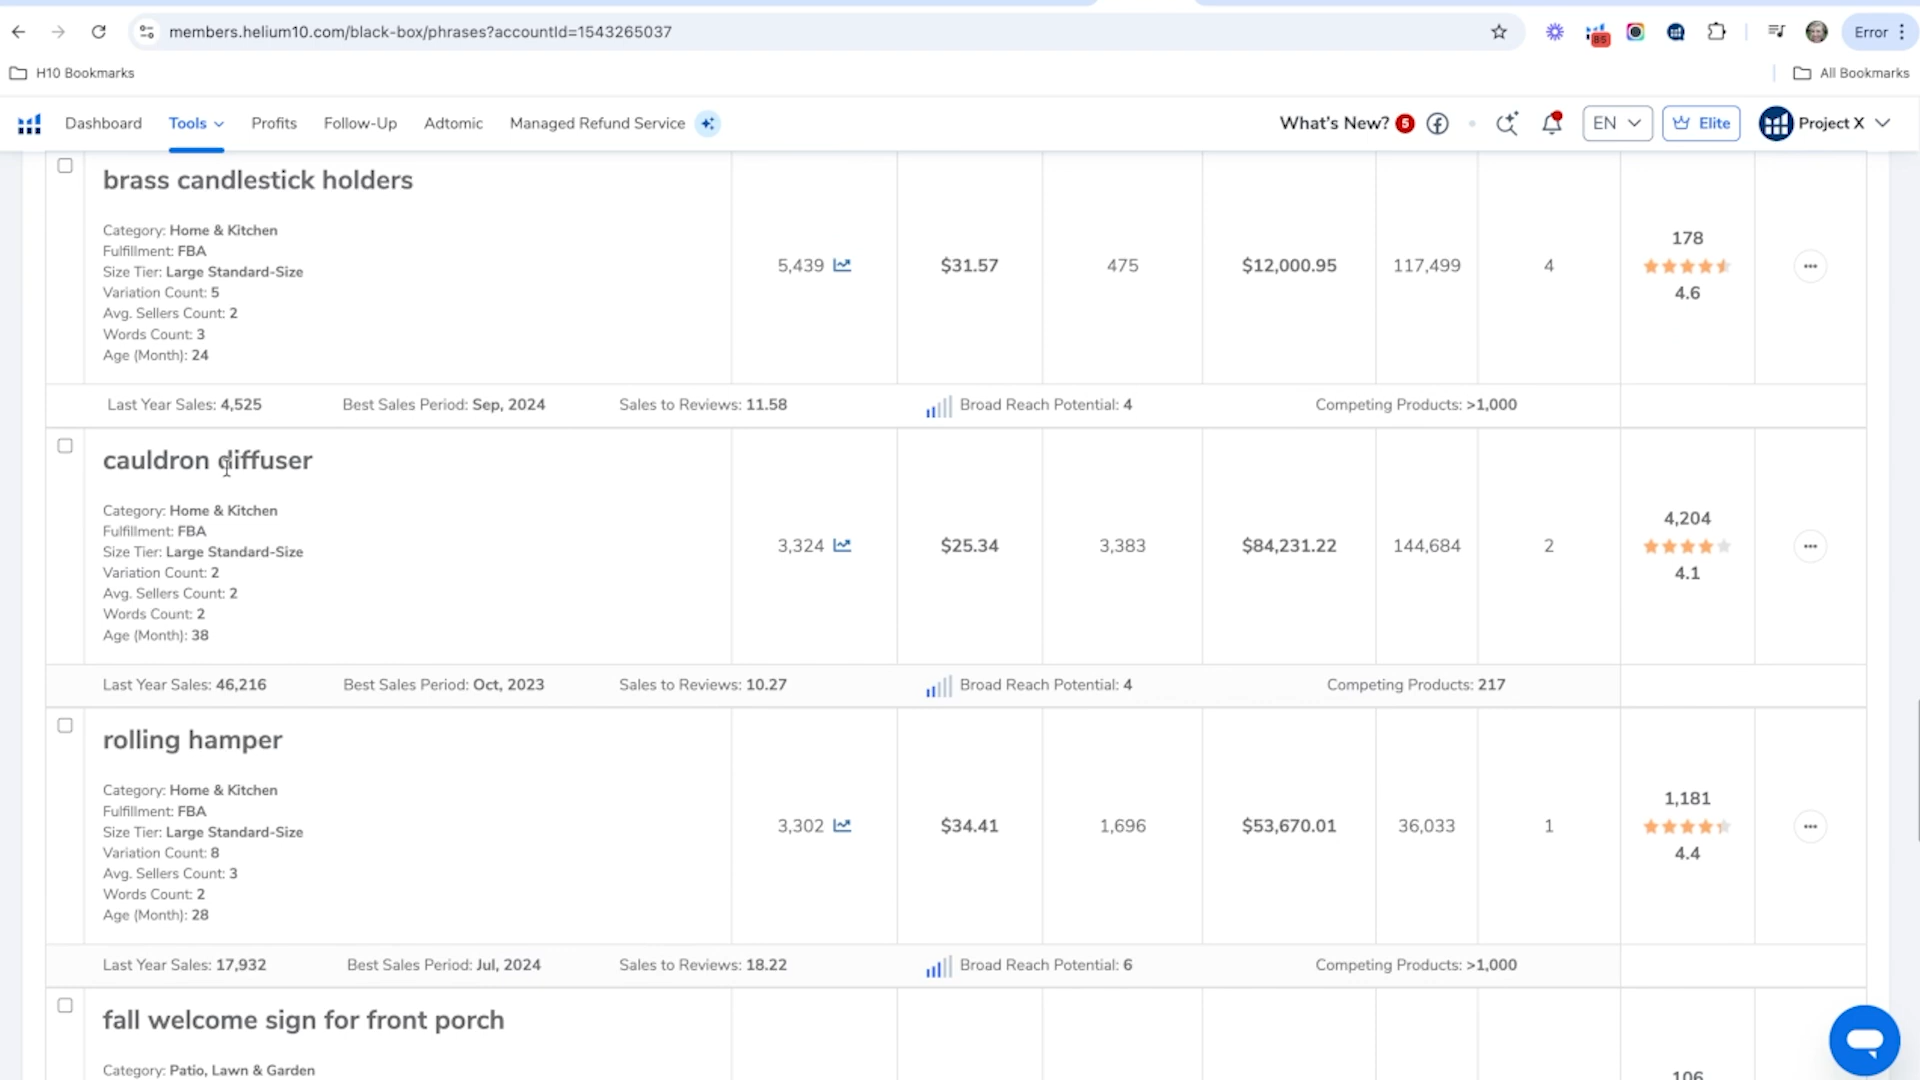 members.helium10.com/black-box/phrases?accountId=1543265037
85
Error
H10 Bookmarks
All Bookmarks
Dashboard
Tools
Profits
Follow-Up
Adtomic
Managed Refund Service
What's New? 5
EN
Elite
Project X
brass candlestick holders
Category: Home & Kitchen
Fulfillment: FBA
Size Tier: Large Standard-Size
Variation Count: 5
Avg. Sellers Count: 2
Words Count: 3
Age (Month): 24
5,439
$31.57
475
$12,000.95
117,499
4
178
4.6
Last Year Sales: 4,525
Best Sales Period: Sep, 2024
Sales to Reviews: 11.58
Broad Reach Potential: 4
Competing Products: >1,000
cauldron diffuser
Category: Home & Kitchen
Fulfillment: FBA
Size Tier: Large Standard-Size
Variation Count: 2
Avg. Sellers Count: 2
Words Count: 2
Age (Month): 38
3,324
$25.34
3,383
$84,231.22
144,684
2
4,204
4.1
Last Year Sales: 46,216
Best Sales Period: Oct, 2023
Sales to Reviews: 10.27
Broad Reach Potential: 4
Competing Products: 217
rolling hamper
Category: Home & Kitchen
Fulfillment: FBA
Size Tier: Large Standard-Size
Variation Count: 8
Avg. Sellers Count: 3
Words Count: 2
Age (Month): 28
3,302
$34.41
1,696
$53,670.01
36,033
1
1,181
4.4
Last Year Sales: 17,932
Best Sales Period: Jul, 2024
Sales to Reviews: 18.22
Broad Reach Potential: 6
Competing Products: >1,000
fall welcome sign for front porch
Category: Patio, Lawn & Garden
106